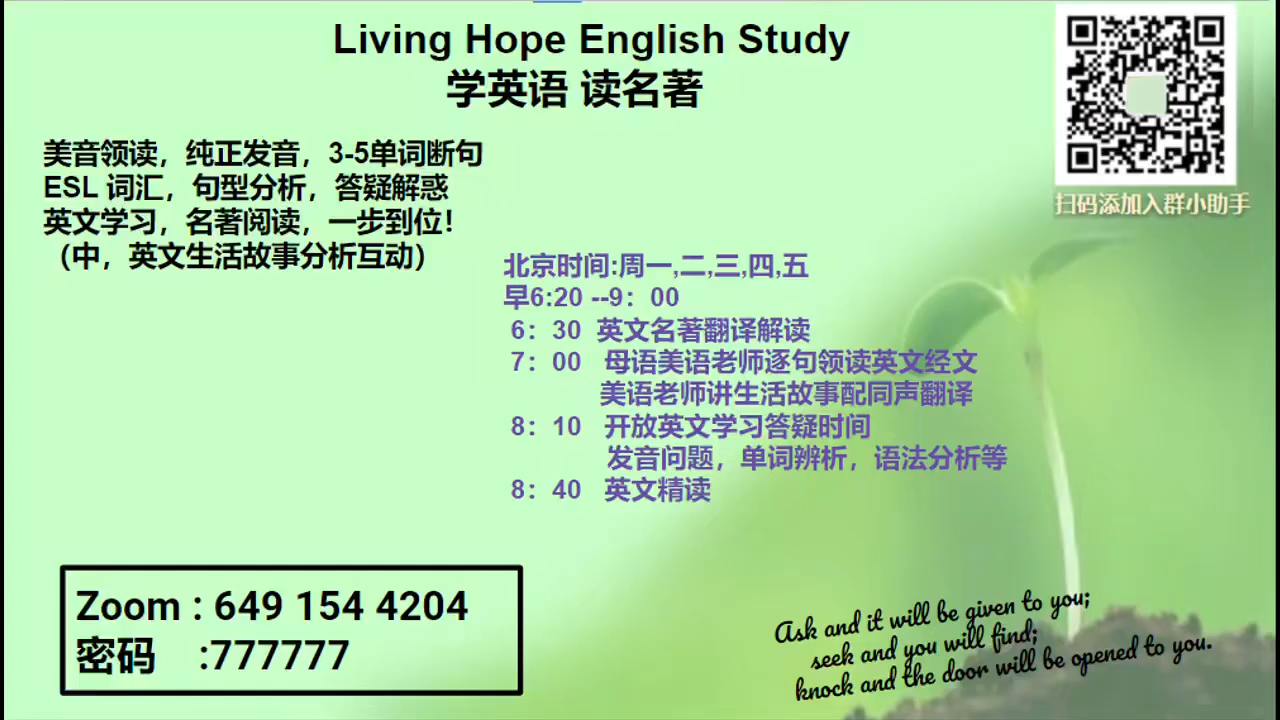 Living Hope English Study
学英语 读名著
美音领读，纯正发音，3-5单词断句
ESL 词汇，句型分析，答疑解惑
英文学习，名著阅读，一步到位！
（中，英文生活故事分析互动）
扫码添加入群小助手
北京时间:周一,二,三,四,五
早6:20 --9：00
6：30 英文名著翻译解读
7：00 母语美语老师逐句领读英文经文
美语老师讲生活故事配同声翻译
8：10 开放英文学习答疑时间
发音问题，单词辨析，语法分析等
8：40 英文精读
Zoom : 649 154 4204
密码 :777777
Ask and it will be given to you;
seek and you will find;
knock and the door will be opened to you.